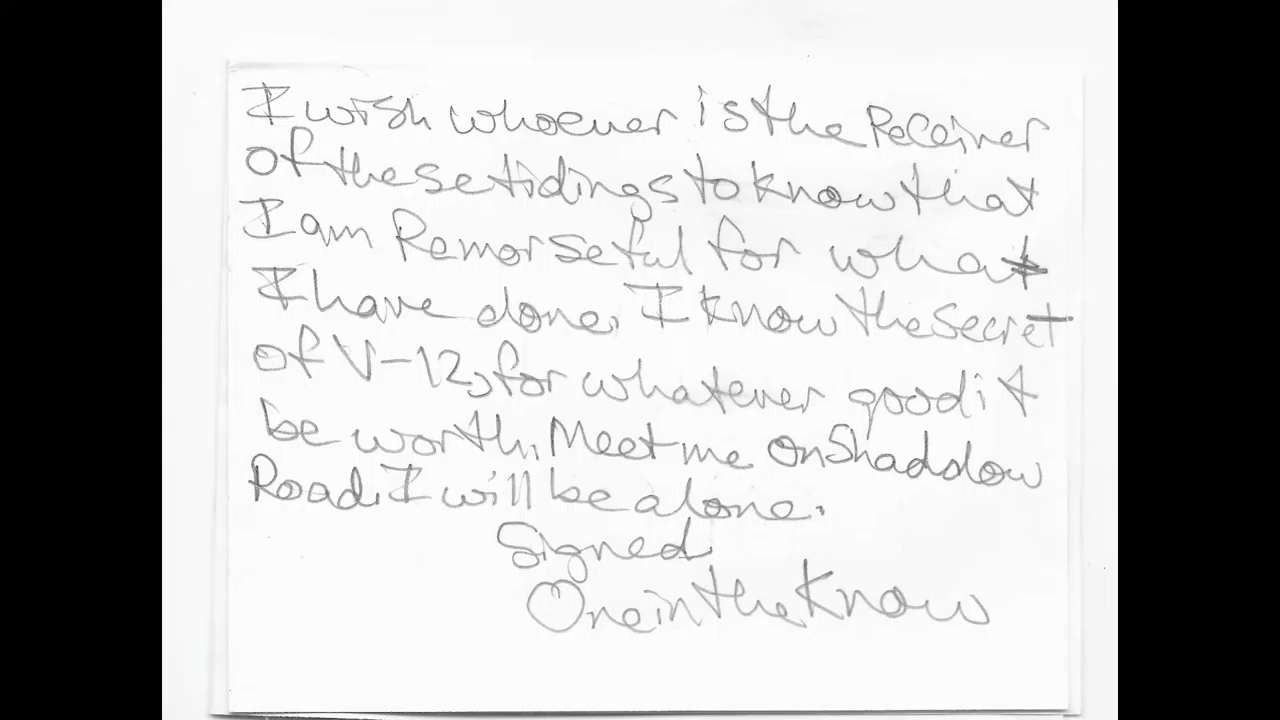 I wish whoever is the Receiver
Of these tidings to know that
I am Remorseful for what
I have done. I know the secret
of V-12, for whatever good it
be worth. Meet me on Shaddow
Road. I will be alone.
Signed
One in the Know